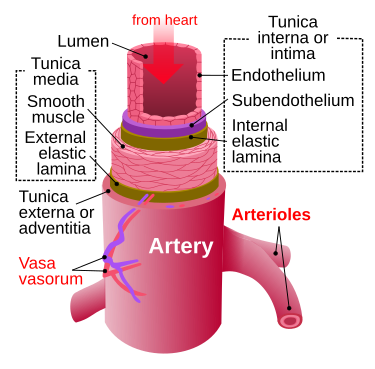 from heart
Lumen
Tunica
interna or
intima
Tunica
media
Endothelium
Smooth
muscle
Subendothelium
External
elastic
lamina
Internal
elastic
lamina
Tunica
externa or
adventitia
Arterioles
Artery
Vasa
vasorum